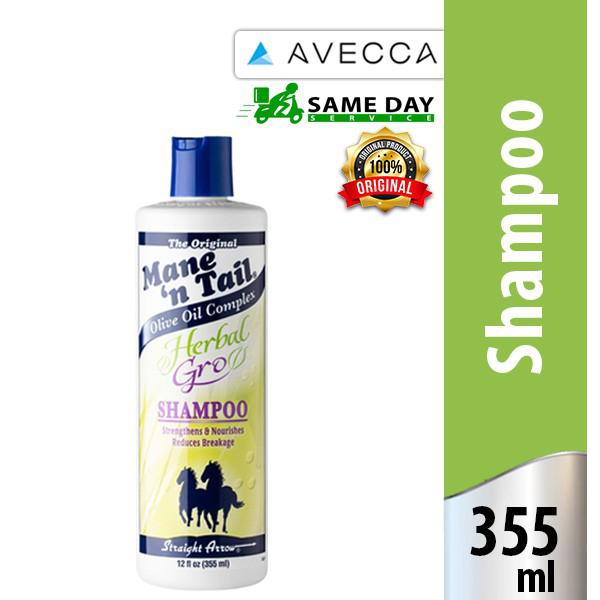 AVECCA
SAME DAY
SERVICE
ORIGINAL PRODUCT
100%
ORIGINAL
The Original
Mane
'n Tail
Olive Oil Complex
Herbal
Gro
SHAMPOO
Strengthens & Nourishes
Reduces Breakage
Straight Arrow
12 fl oz (355 ml)
Shampoo
355
ml